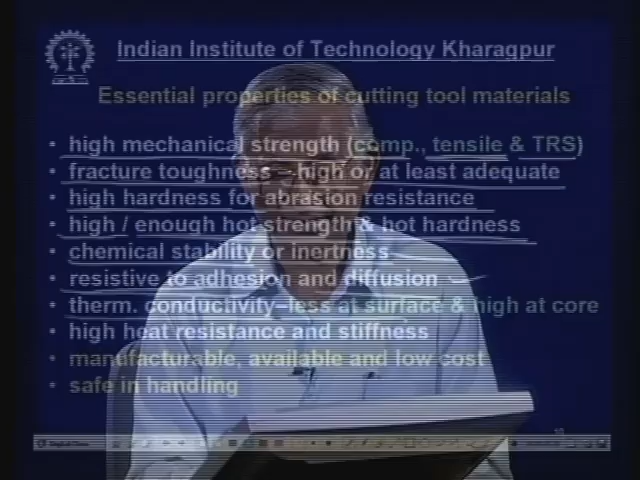 Indian Institute of Technology Kharagpur
Essential properties of cutting tool materials
• high mechanical strength (comp., tensile & TRS)
• fracture toughness – high or at least adequate
• high hardness for abrasion resistance
• high / enough hot strength & hot hardness
• chemical stability or inertness
• resistive to adhesion and diffusion
• therm. conductivity–less at surface & high at core
• high heat resistance and stiffness
• manufacturable, available and low cost
• safe in handling